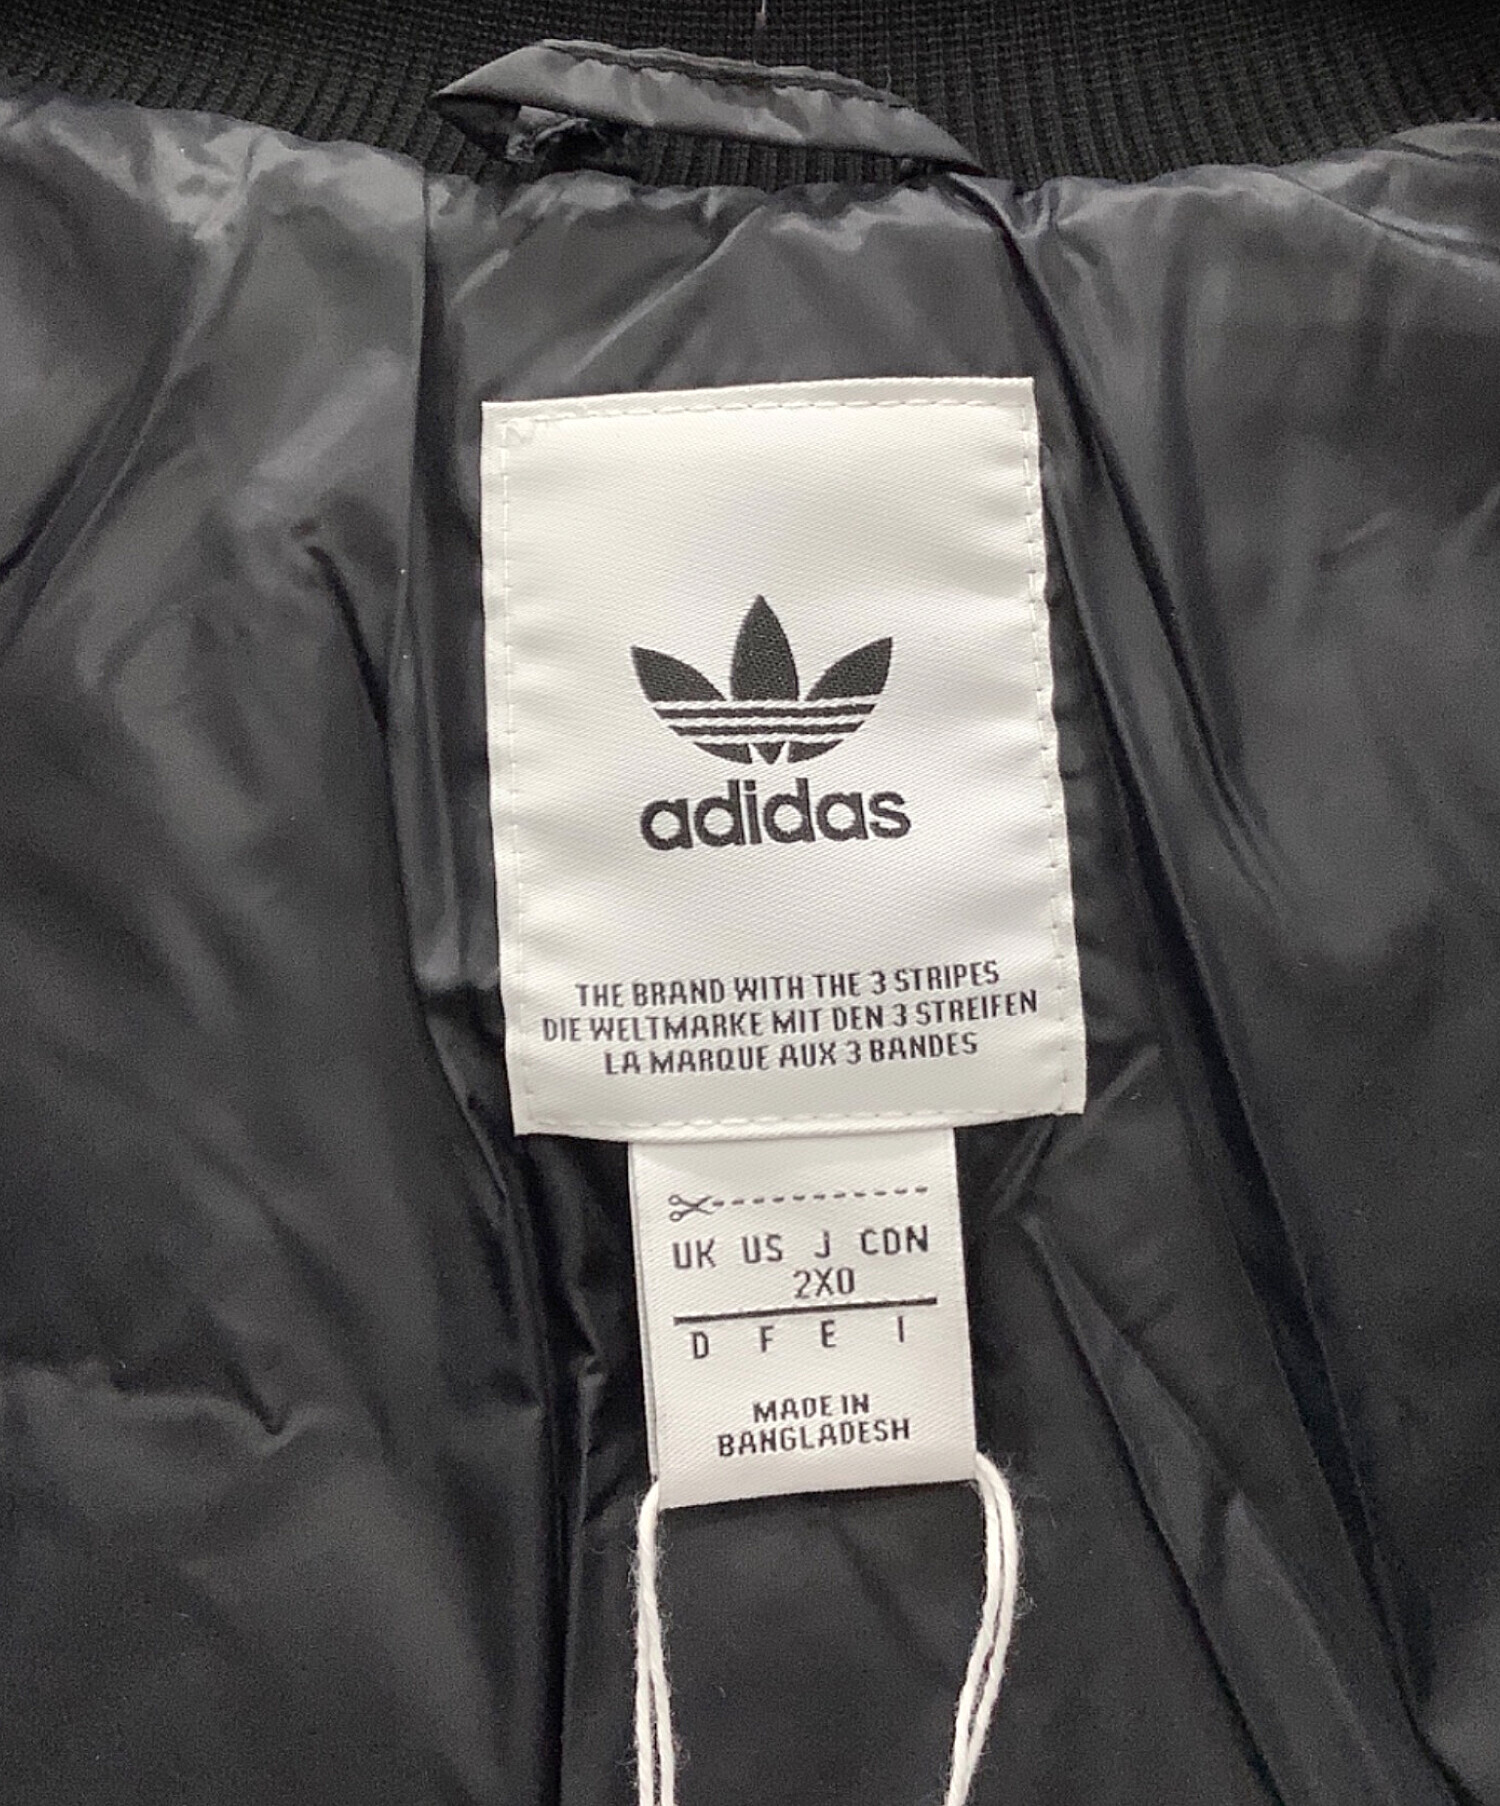 adidas
THE BRAND WITH THE 3 STRIPES
DIE WELTMARKE MIT DEN 3 STREIFEN
LA MARQUE AUX 3 BANDES
UK US J CDN
2XO
D F E I
MADE IN
BANGLADESH